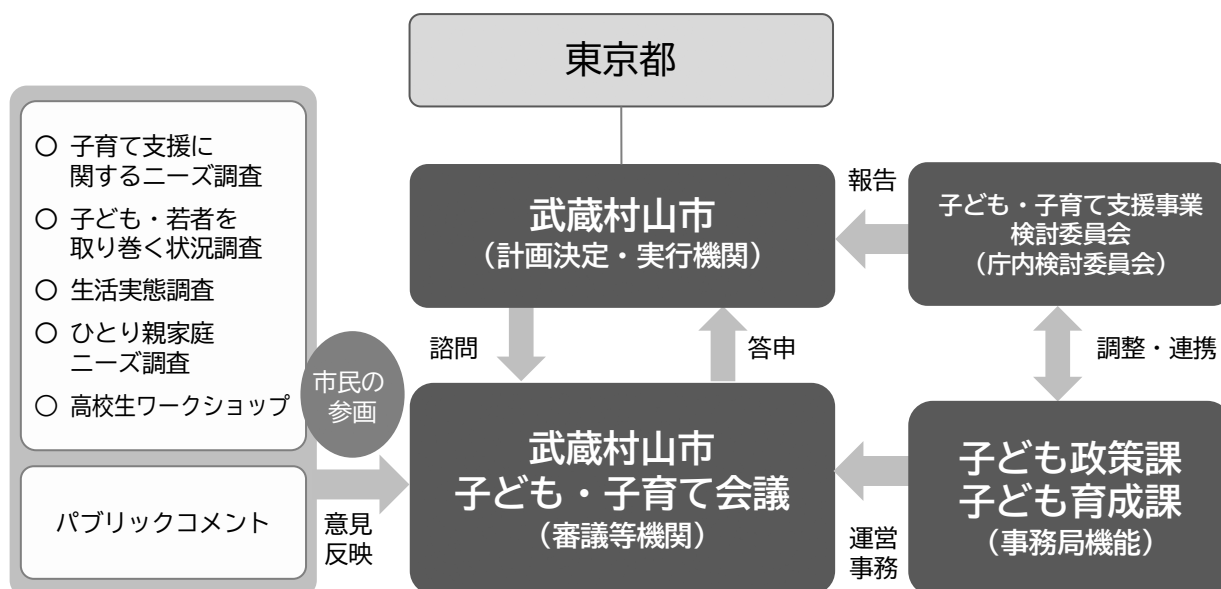 東京都
〇 子育て支援に
関するニーズ調査
〇 子ども・若者を
取り巻く状況調査
〇 生活実態調査
〇 ひとり親家庭
ニーズ調査
〇 高校生ワークショップ
パブリックコメント
市民の
参画
意見
反映
武蔵村山市
(計画決定・実行機関)
諮問
答申
武蔵村山市
子ども・子育て会議
(審議等機関)
報告
子ども・子育て支援事業
検討委員会
(庁内検討委員会)
調整・連携
子ども政策課
子ども育成課
(事務局機能)
運営
事務